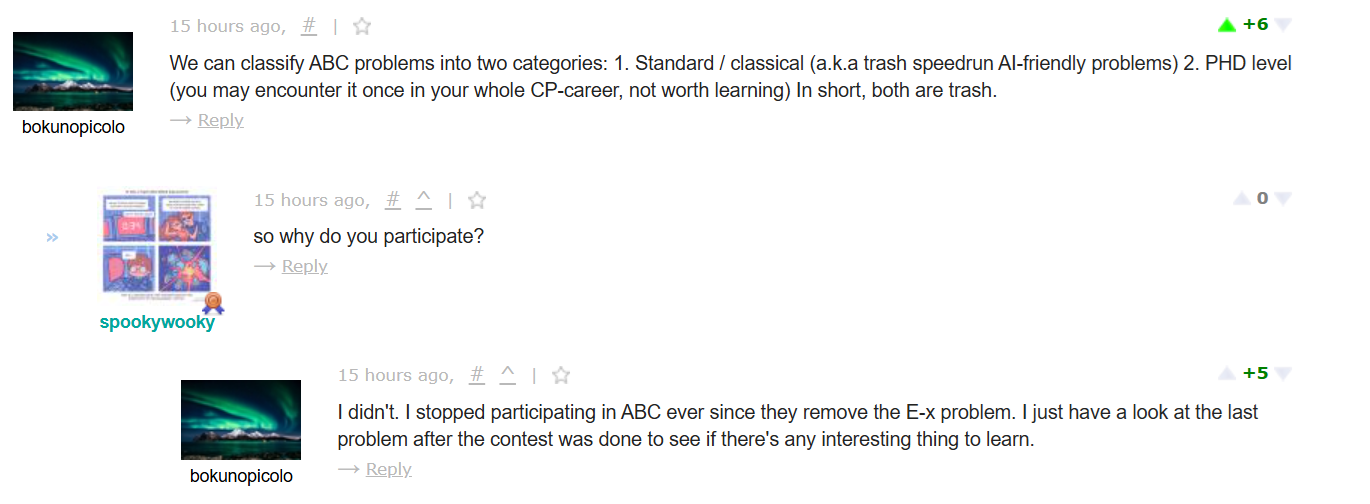 15 hours ago, # | +6
We can classify ABC problems into two categories: 1. Standard / classical (a.k.a trash speedrun AI-friendly problems) 2. PHD level
(you may encounter it once in your whole CP-career, not worth learning) In short, both are trash.
→ Reply
bokunopicolo
15 hours ago, # ^ | 0
»
so why do you participate?
→ Reply
spookywooky
15 hours ago, # ^ | +5
I didn't. I stopped participating in ABC ever since they remove the E-x problem. I just have a look at the last
problem after the contest was done to see if there's any interesting thing to learn.
→ Reply
bokunopicolo